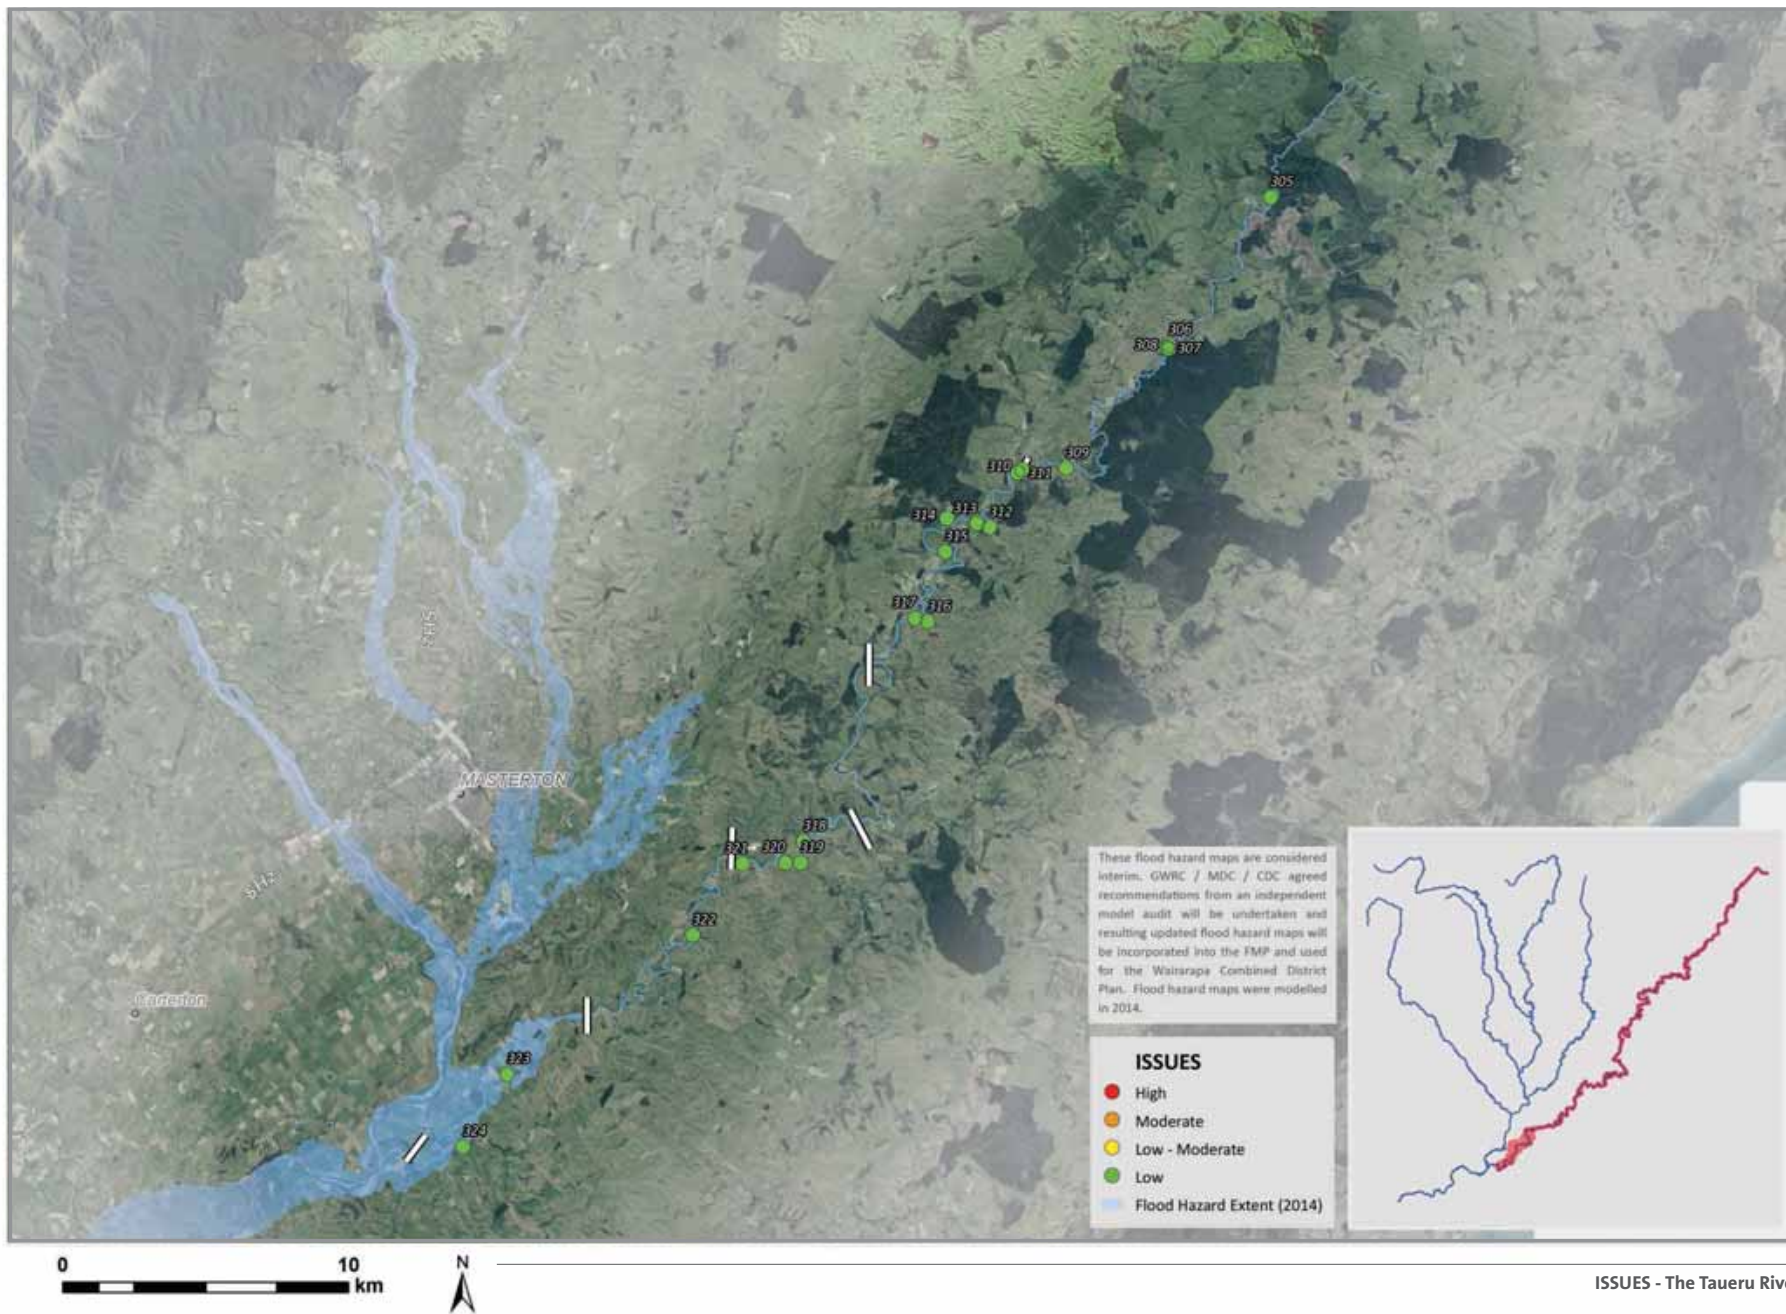 305
306
308 307
309
310 311
314 313 312
315
317 316
SH2
MASTERTON
318
321 320 319
SH2
322
Carterton
323
324
These flood hazard maps are considered
interim. GWRC / MDC / CDC agreed
recommendations from an independent
model audit will be undertaken and
resulting updated flood hazard maps will
be incorporated into the FMP and used
for the Wairarapa Combined District
Plan. Flood hazard maps were modelled
in 2014.
ISSUES
High
Moderate
Low - Moderate
Low
Flood Hazard Extent (2014)
0 10
km
N
ISSUES - The Taueru Rive